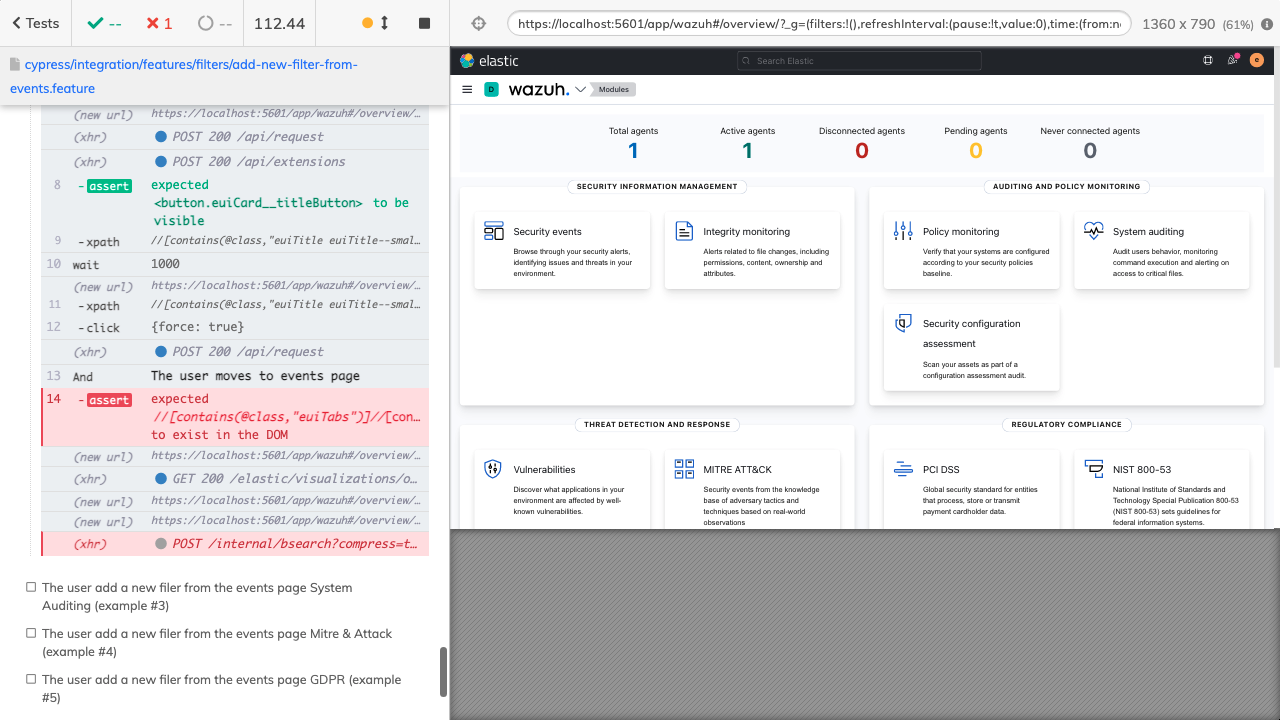 Tests
--
1
--
112.44
https://localhost:5601/app/wazuh#/overview/?_g=(filters:!(),refreshInterval:(pause:!t,value:0),time:(from:n
1360 x 790 (61%)
cypress/integration/features/filters/add-new-filter-from-
events.feature
(new url) https://localhost:5601/app/wazuh#/overview/…
(xhr) POST 200 /api/request
(xhr) POST 200 /api/extensions
8 -assert expected
<button.euiCard__titleButton> to be
visible
9 -xpath //[contains(@class,"euiTitle euiTitle--smal…
10 wait 1000
(new url) https://localhost:5601/app/wazuh#/overview/…
11 -xpath //[contains(@class,"euiTitle euiTitle--smal…
12 -click {force: true}
(xhr) POST 200 /api/request
13 And The user moves to events page
14 -assert expected
//[contains(@class,"euiTabs")]//[con…
to exist in the DOM
(new url) https://localhost:5601/app/wazuh#/overview/…
(xhr) GET 200 /elastic/visualizations/o…
(new url) https://localhost:5601/app/wazuh#/overview/…
(new url) https://localhost:5601/app/wazuh#/overview/…
(xhr) POST /internal/bsearch?compress=t…
The user add a new filer from the events page System
Auditing (example #3)
The user add a new filer from the events page Mitre & Attack
(example #4)
The user add a new filer from the events page GDPR (example
#5)
elastic
Search Elastic
e
D
wazuh.
Modules
Total agents
1
Active agents
1
Disconnected agents
0
Pending agents
0
Never connected agents
0
SECURITY INFORMATION MANAGEMENT
Security events
Browse through your security alerts,
identifying issues and threats in your
environment.
Integrity monitoring
Alerts related to file changes, including
permissions, content, ownership and
attributes.
AUDITING AND POLICY MONITORING
Policy monitoring
Verify that your systems are configured
according to your security policies
baseline.
System auditing
Audit users behavior, monitoring
command execution and alerting on
access to critical files.
Security configuration
assessment
Scan your assets as part of a
configuration assessment audit.
THREAT DETECTION AND RESPONSE
Vulnerabilities
Discover what applications in your
environment are affected by well-
known vulnerabilities.
MITRE ATT&CK
Security events from the knowledge
base of adversary tactics and
techniques based on real-world
observations
REGULATORY COMPLIANCE
PCI DSS
Global security standard for entities
that process, store or transmit
payment cardholder data.
NIST 800-53
National Institute of Standards and
Technology Special Publication 800-53
(NIST 800-53) sets guidelines for
federal information systems.